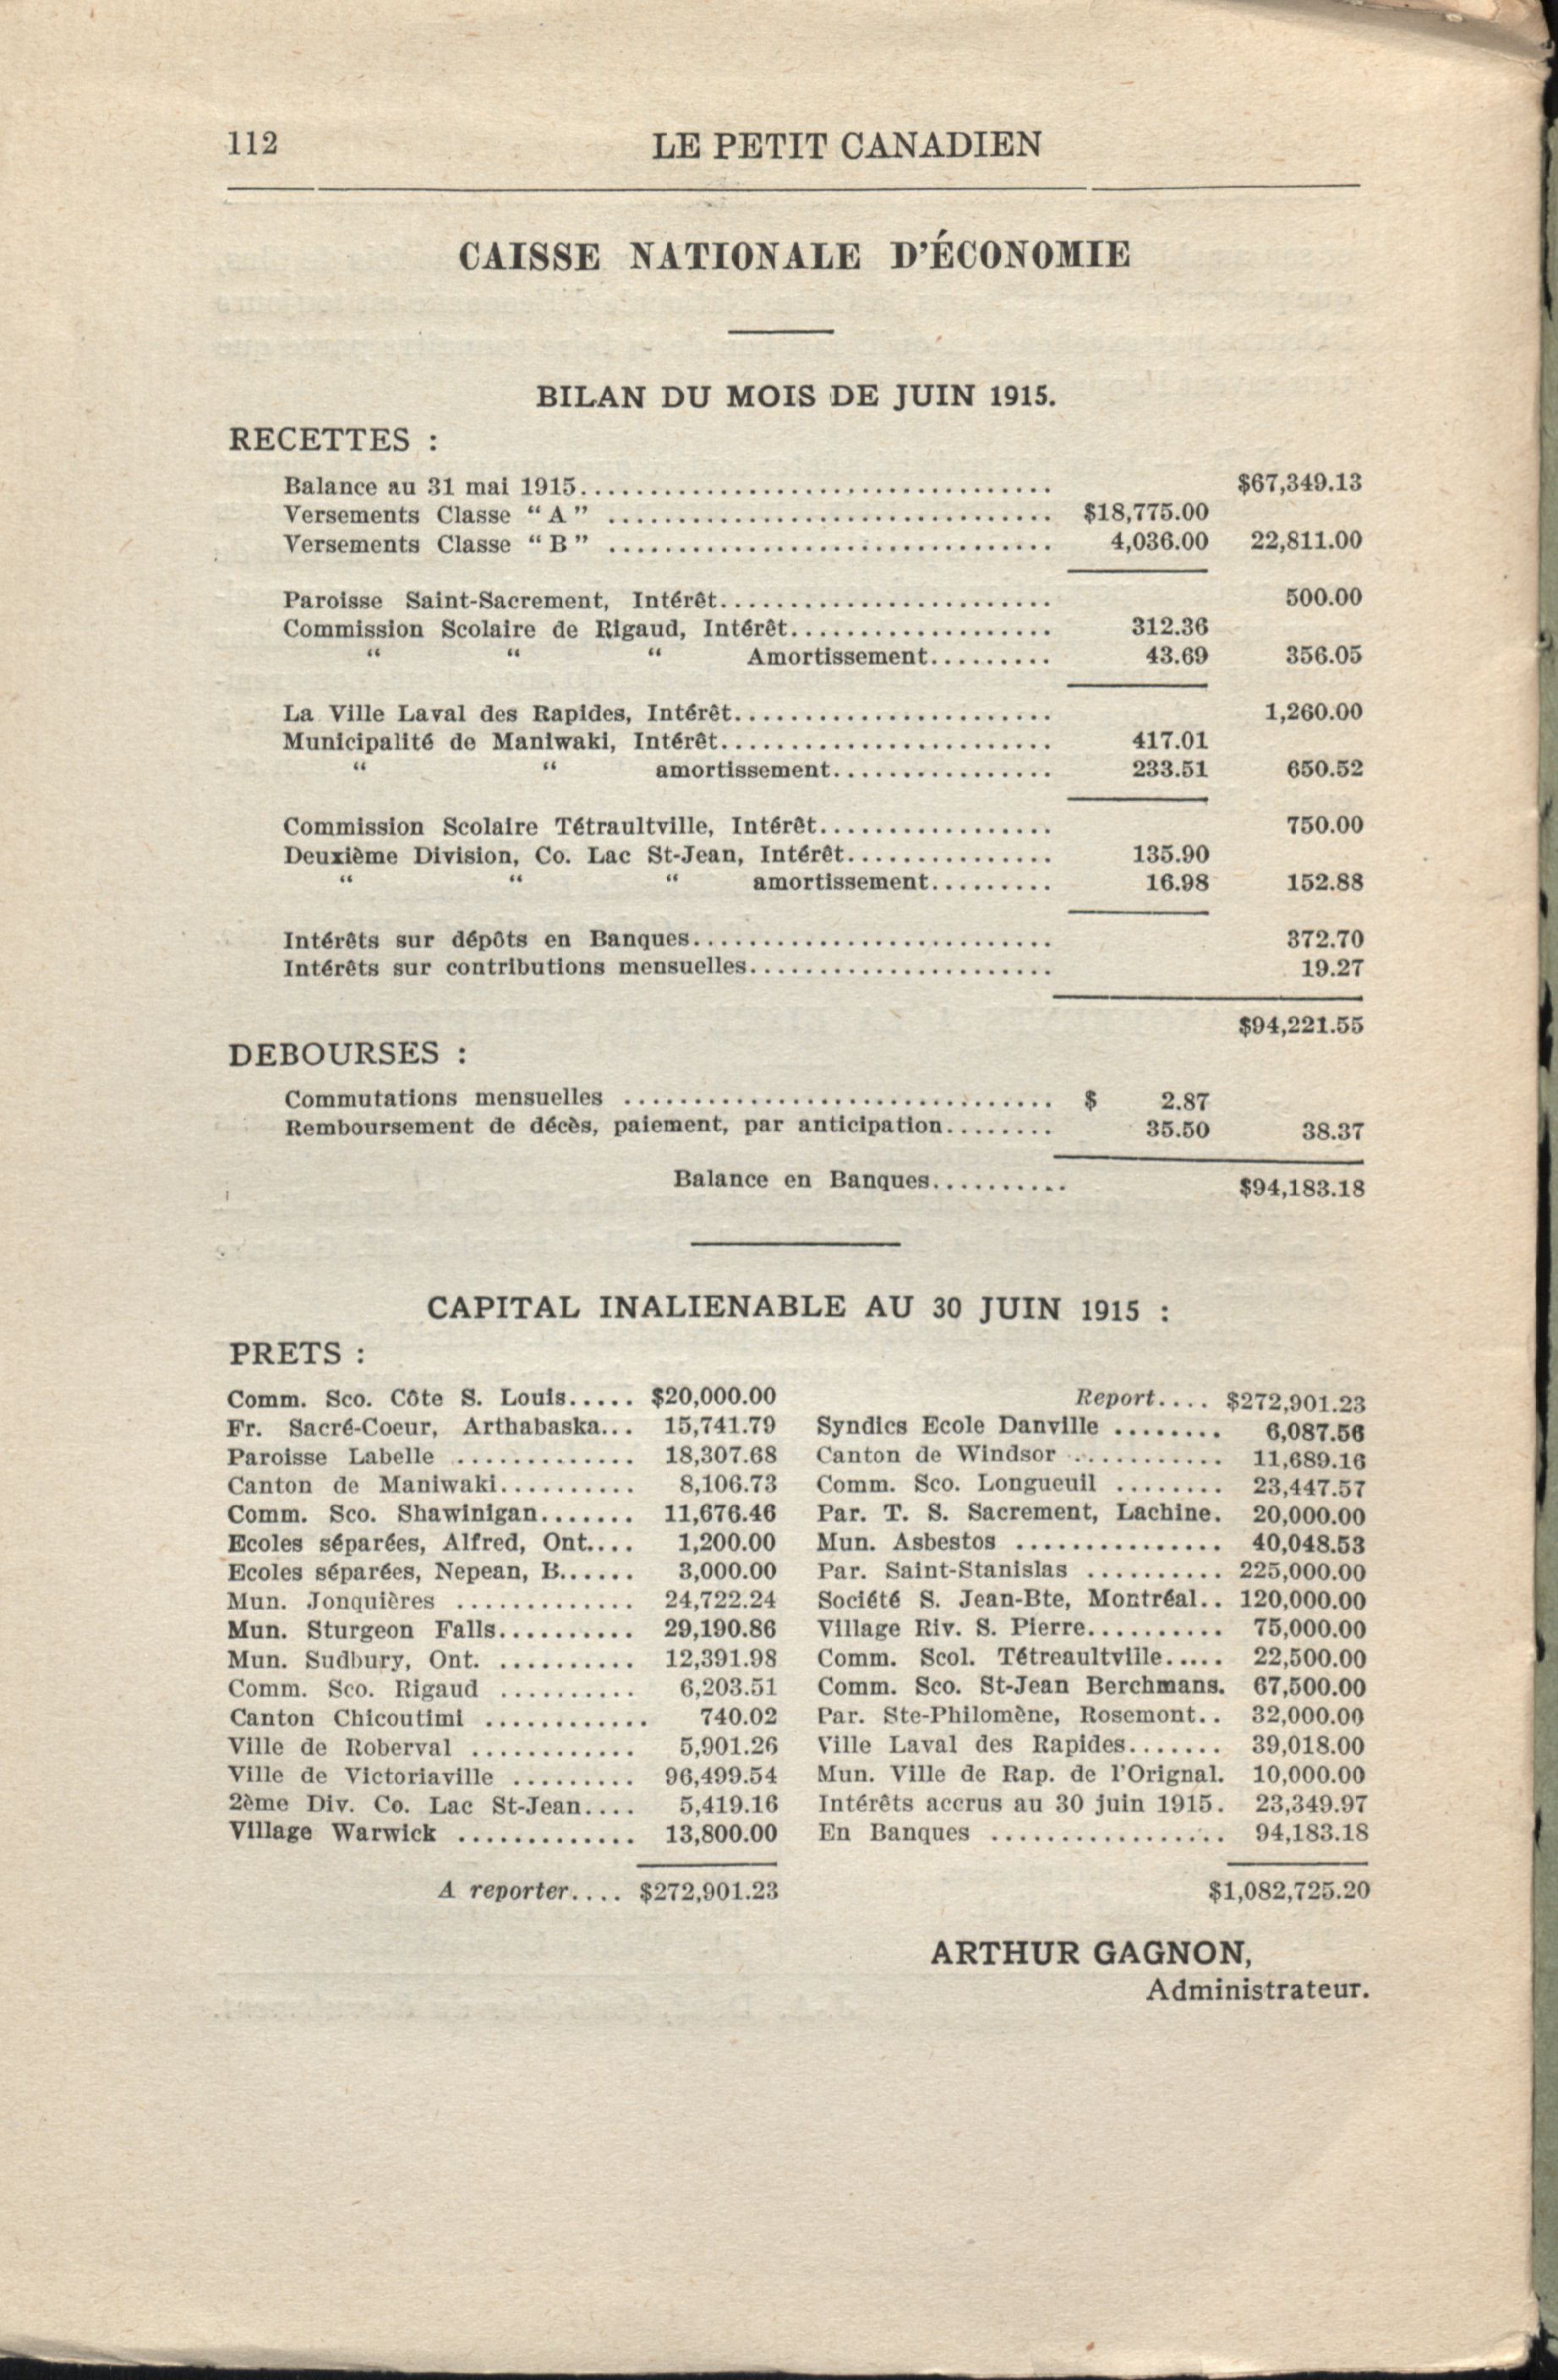 112
LE PETIT CANADIEN
CAISSE NATIONALE D'ÉCONOMIE
BILAN DU MOIS DE JUIN 1915.
RECETTES :
Balance au 31 mai 1915.................................. $67,349.13
Versements Classe "A" ................................ $18,775.00
Versements Classe "B" ................................ 4,036.00 22,811.00
Paroisse Saint-Sacrement, Intérêt........................ 500.00
Commission Scolaire de Rigaud, Intérêt................... 312.36
" " " Amortissement......... 43.69 356.05
La Ville Laval des Rapides, Intérêt....................... 1,260.00
Municipalité de Maniwaki, Intérêt........................ 417.01
" " amortissement................ 233.51 650.52
Commission Scolaire Tétraultville, Intérêt................. 750.00
Deuxième Division, Co. Lac St-Jean, Intérêt............... 135.90
" " " amortissement......... 16.98 152.88
Intérêts sur dépôts en Banques.......................... 372.70
Intérêts sur contributions mensuelles...................... 19.27
$94,221.55
DEBOURSES :
Commutations mensuelles ............................... $ 2.87
Remboursement de décès, paiement, par anticipation........ 35.50 38.37
Balance en Banques.......... $94,183.18
CAPITAL INALIENABLE AU 30 JUIN 1915 :
PRETS :
Comm. Sco. Côte S. Louis..... $20,000.00
Fr. Sacré-Coeur, Arthabaska... 15,741.79
Paroisse Labelle ............. 18,307.68
Canton de Maniwaki.......... 8,106.73
Comm. Sco. Shawinigan....... 11,676.46
Ecoles séparées, Alfred, Ont.... 1,200.00
Ecoles séparées, Nepean, B...... 3,000.00
Mun. Jonquières ............. 24,722.24
Mun. Sturgeon Falls.......... 29,190.86
Mun. Sudbury, Ont. .......... 12,391.98
Comm. Sco. Rigaud .......... 6,203.51
Canton Chicoutimi ............ 740.02
Ville de Roberval ............ 5,901.26
Ville de Victoriaville ......... 96,499.54
2ème Div. Co. Lac St-Jean.... 5,419.16
Village Warwick ............. 13,800.00
A reporter.... $272,901.23
Report.... $272,901.23
Syndics Ecole Danville ........ 6,087.56
Canton de Windsor ........... 11,689.16
Comm. Sco. Longueuil ........ 23,447.57
Par. T. S. Sacrement, Lachine. 20,000.00
Mun. Asbestos ............... 40,048.53
Par. Saint-Stanislas .......... 225,000.00
Société S. Jean-Bte, Montréal.. 120,000.00
Village Riv. S. Pierre.......... 75,000.00
Comm. Scol. Tétreaultville..... 22,500.00
Comm. Sco. St-Jean Berchmans. 67,500.00
Par. Ste-Philomène, Rosemont.. 32,000.00
Ville Laval des Rapides....... 39,018.00
Mun. Ville de Rap. de l'Orignal. 10,000.00
Intérêts accrus au 30 juin 1915. 23,349.97
En Banques ................. 94,183.18
$1,082,725.20
ARTHUR GAGNON,
Administrateur.